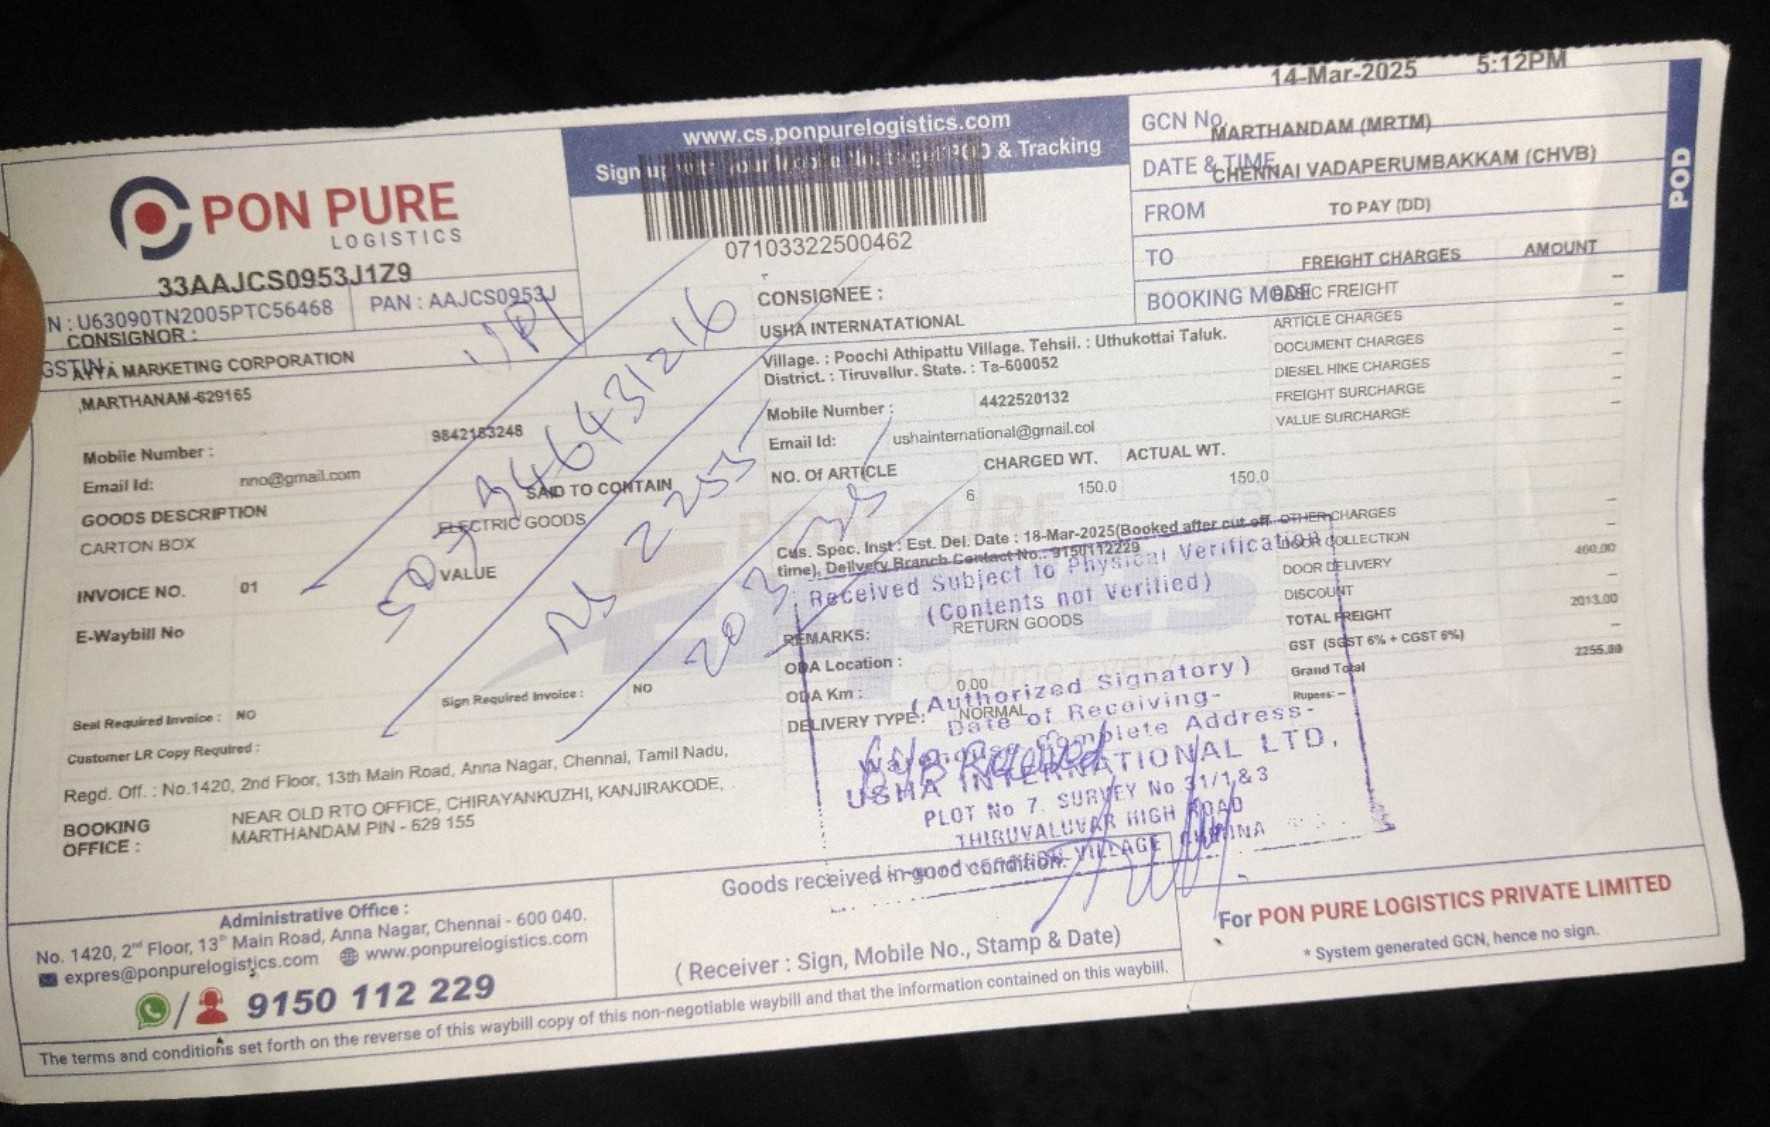 14-Mar-2025 5:12PM
www.cs.ponpurelogistics.com
Sign up & Tracking
GCN No.
MARTHANDAM (MRTM)
DATE & TIME
CHENNAI VADAPERUMBAKKAM (CHVB)
FROM
TO PAY (DD)
TO
BOOKING MODE
POD
PON PURE
LOGISTICS
33AAJCS0953J1Z9
N : U63090TN2005PTC56468
PAN : AAJCS0953J
GSTIN
07103322500462
UPI
CONSIGNOR :
AYYA MARKETING CORPORATION
,MARTHANAM-629165
Mobile Number : 9842183248
Email Id: nno@gmail.com
GOODS DESCRIPTION SAID TO CONTAIN
CARTON BOX ELECTRIC GOODS
INVOICE NO. 01 VALUE
E-Waybill No
Seal Required Invoice : NO
Sign Required Invoice : NO
Customer LR Copy Required :
CONSIGNEE :
USHA INTERNATATIONAL
Village. : Poochi Athipattu Village. Tehsil. : Uthukottai Taluk.
District. : Tiruvallur. State. : Ta-600052
Mobile Number : 4422520132
Email Id: ushainternational@gmail.col
NO. Of ARTICLE CHARGED WT. ACTUAL WT.
6 150.0 150.0
Cus. Spec. Inst : Est. Del. Date : 18-Mar-2025(Booked after cut off
time), Delivery Branch Contact No.: 9150112229
REMARKS: RETURN GOODS
ODA Location :
ODA Km : 0.00
DELIVERY TYPE : NORMAL
FREIGHT CHARGES AMOUNT
BASIC FREIGHT –
ARTICLE CHARGES –
DOCUMENT CHARGES –
DIESEL HIKE CHARGES –
FREIGHT SURCHARGE –
VALUE SURCHARGE –
OTHER CHARGES –
DOOR COLLECTION –
DOOR DELIVERY 460.00
DISCOUNT –
TOTAL FREIGHT 2013.00
GST (SGST 6% + CGST 6%) –
Grand Total
Rupees: –
9464431216
2255
Received Subject to Physical Verification
(Contents not Verified)
(Authorized Signatory)
Date of Receiving-
Warehouse Complete Address-
USHA INTERNATIONAL LTD,
PLOT No 7. SURVEY No 31/1,&3
THIRUVALUVAR HIGH ROAD
VILLAGE
Received
Regd. Off. : No.1420, 2nd Floor, 13th Main Road, Anna Nagar, Chennai, Tamil Nadu,
BOOKING
OFFICE :
NEAR OLD RTO OFFICE, CHIRAYANKUZHI, KANJIRAKODE,
MARTHANDAM PIN - 629 155
Administrative Office :
No. 1420, 2nd Floor, 13th Main Road, Anna Nagar, Chennai - 600 040.
expres@ponpurelogistics.com www.ponpurelogistics.com
/ 9150 112 229
Goods received in good condition.
( Receiver : Sign, Mobile No., Stamp & Date)
For PON PURE LOGISTICS PRIVATE LIMITED
* System generated GCN, hence no sign.
The terms and conditions set forth on the reverse of this waybill copy of this non-negotiable waybill and that the information contained on this waybill.